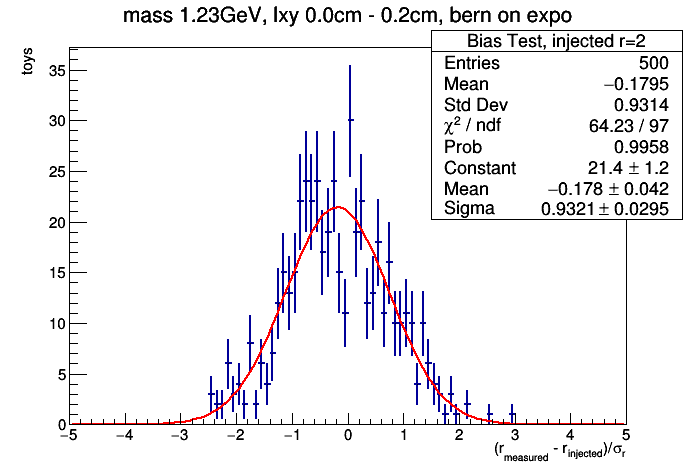 mass 1.23GeV, lxy 0.0cm - 0.2cm, bern on expo
toys
Bias Test, injected r=2
Entries 500
Mean −0.1795
Std Dev 0.9314
χ² / ndf 64.23 / 97
Prob 0.9958
Constant 21.4 ± 1.2
Mean −0.178 ± 0.042
Sigma 0.9321 ± 0.0295
35
30
25
20
15
10
5
0
−5 −4 −3 −2 −1 0 1 2 3 4 5
(r_measured - r_injected)/σ_r